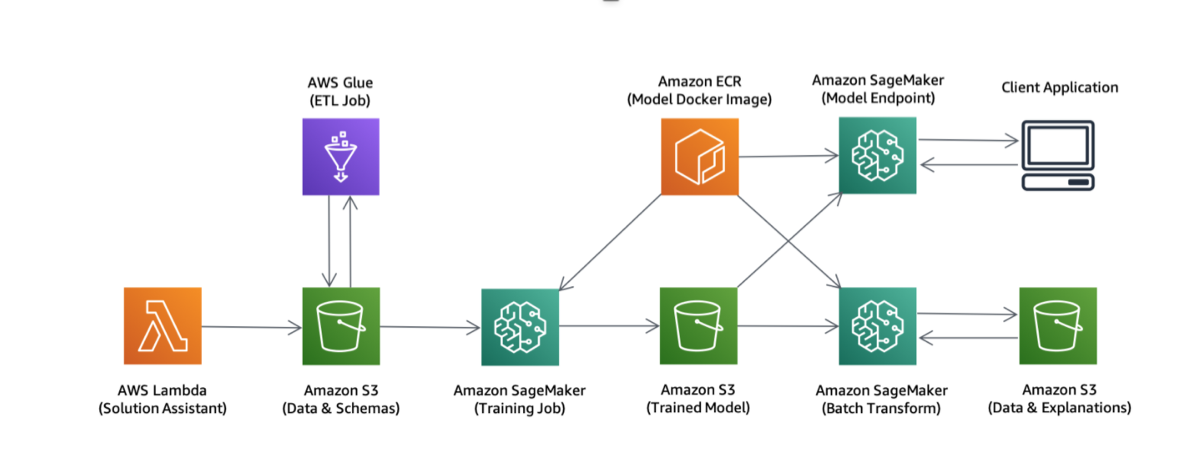 AWS Glue
(ETL Job)
Amazon ECR
(Model Docker Image)
Amazon SageMaker
(Model Endpoint)
Client Application
AWS Lambda
(Solution Assistant)
Amazon S3
(Data & Schemas)
Amazon SageMaker
(Training Job)
Amazon S3
(Trained Model)
Amazon SageMaker
(Batch Transform)
Amazon S3
(Data & Explanations)